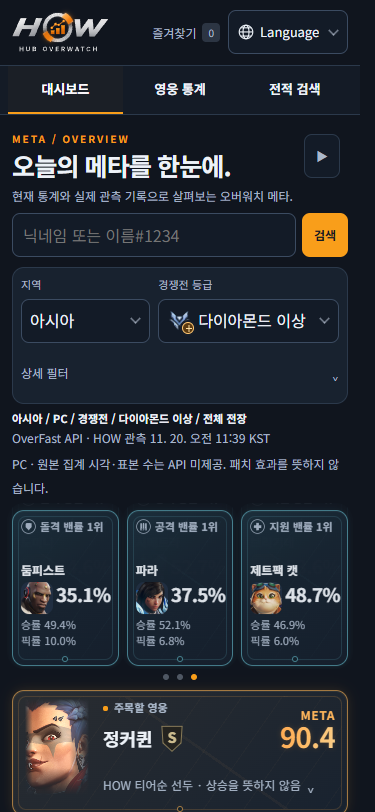 HOW
HUB OVERWATCH
즐겨찾기 0
Language
대시보드 영웅 통계 전적 검색
META / OVERVIEW
오늘의 메타를 한눈에.
현재 통계와 실제 관측 기록으로 살펴보는 오버워치 메타.
닉네임 또는 이름#1234
검색
지역 경쟁전 등급
아시아 다이아몬드 이상
상세 필터
아시아 / PC / 경쟁전 / 다이아몬드 이상 / 전체 전장
OverFast API · HOW 관측 11. 20. 오전 11:39 KST
PC · 원본 집계 시각·표본 수는 API 미제공. 패치 효과를 뜻하지 않
습니다.
돌격 밴률 1위
둠피스트
35.1%
승률 49.4%
픽률 10.0%
공격 밴률 1위
파라
37.5%
승률 52.1%
픽률 6.8%
지원 밴률 1위
제트팩 캣
48.7%
승률 46.9%
픽률 6.0%
주목할 영웅
정커퀸 S
META
90.4
HOW 티어순 선두 · 상승을 뜻하지 않음